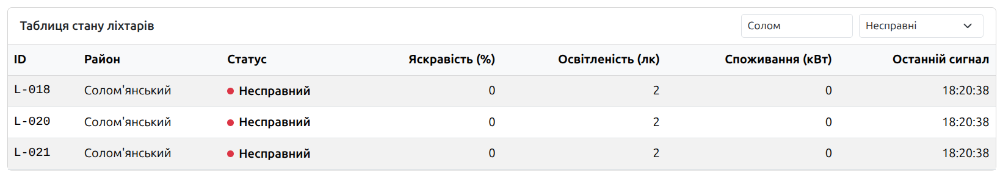 Таблиця стану ліхтарів Солом Несправні
ID Район Статус Яскравість (%) Освітленість (лк) Споживання (кВт) Останній сигнал
L-018 Солом'янський Несправний 0 2 0 18:20:38
L-020 Солом'янський Несправний 0 2 0 18:20:38
L-021 Солом'янський Несправний 0 2 0 18:20:38